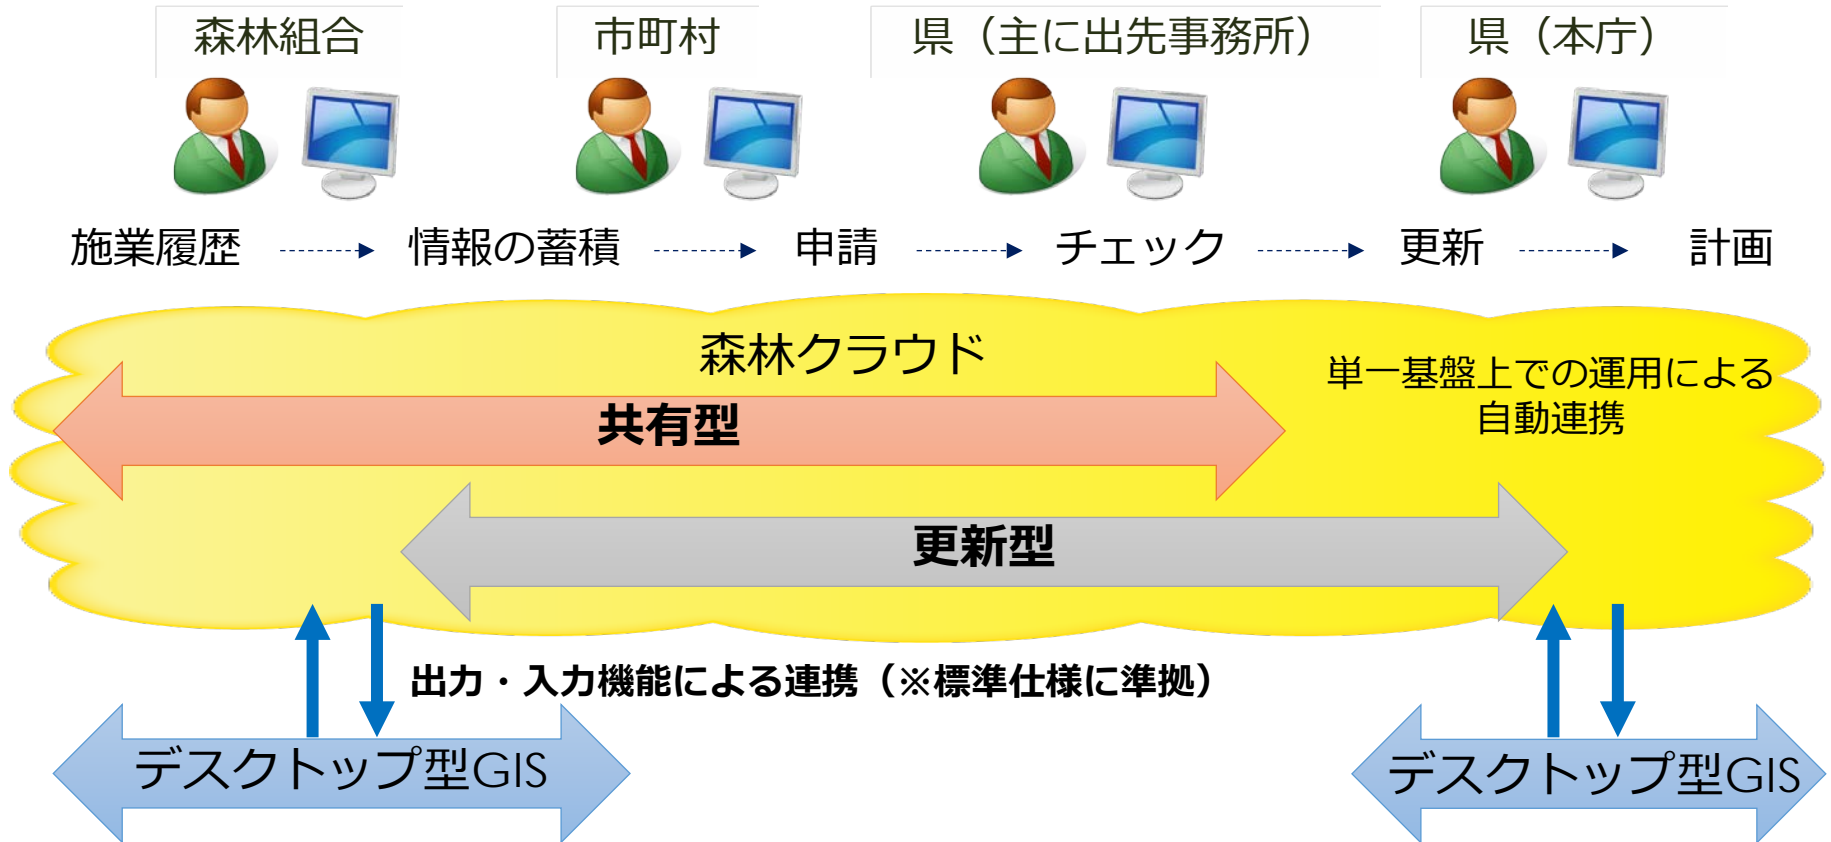 森林組合
市町村
県（主に出先事務所）
県（本庁）
施業履歴
情報の蓄積
申請
チェック
更新
計画
森林クラウド
単一基盤上での運用による
自動連携
共有型
更新型
出力・入力機能による連携（※標準仕様に準拠）
デスクトップ型GIS
デスクトップ型GIS